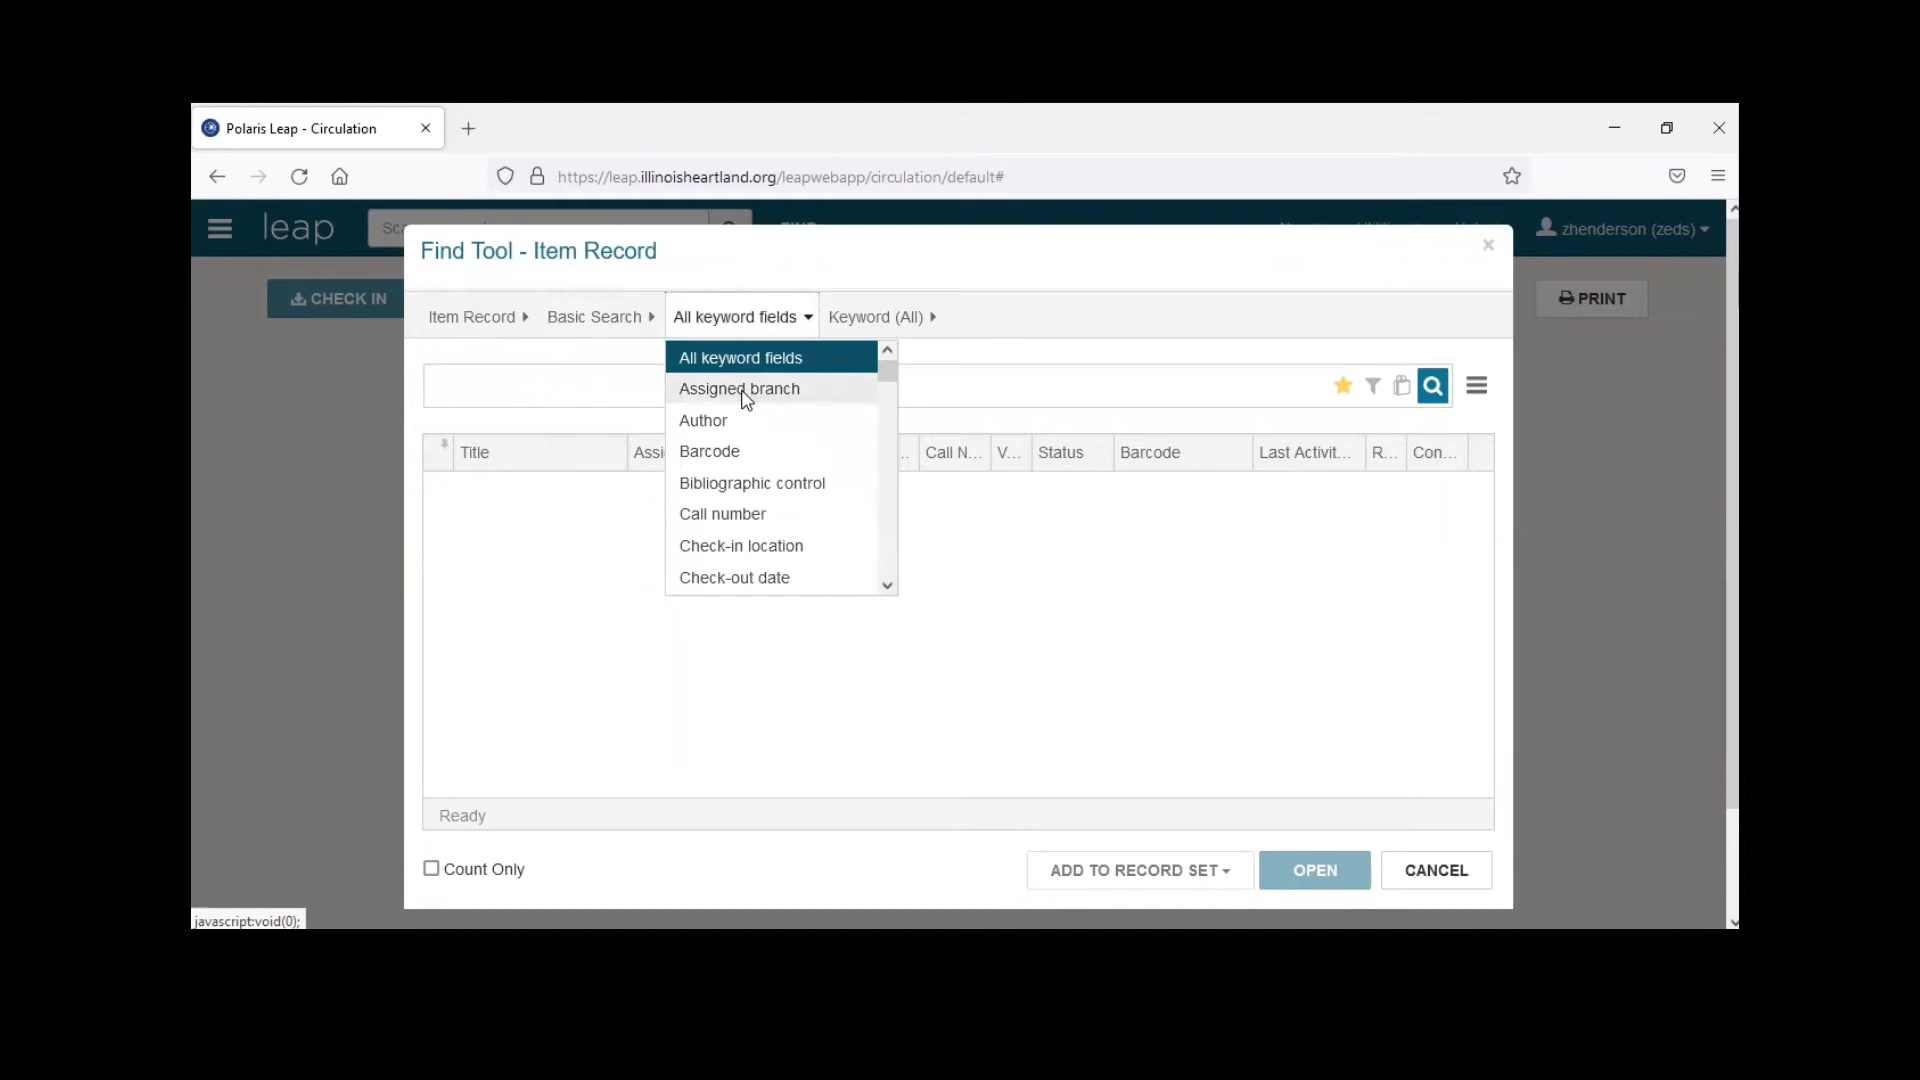 Polaris Leap - Circulation
https://leap.illinoisheartland.org/leapwebapp/circulation/default#
leap
zhenderson (zeds)
Find Tool - Item Record
CHECK IN
PRINT
Item Record
Basic Search
All keyword fields
Keyword (All)
All keyword fields
Assigned branch
Author
Barcode
Bibliographic control
Call number
Check-in location
Check-out date
Title
Call N...
V...
Status
Barcode
Last Activit...
R...
Con...
Ready
Count Only
ADD TO RECORD SET
OPEN
CANCEL
javascript:void(0);